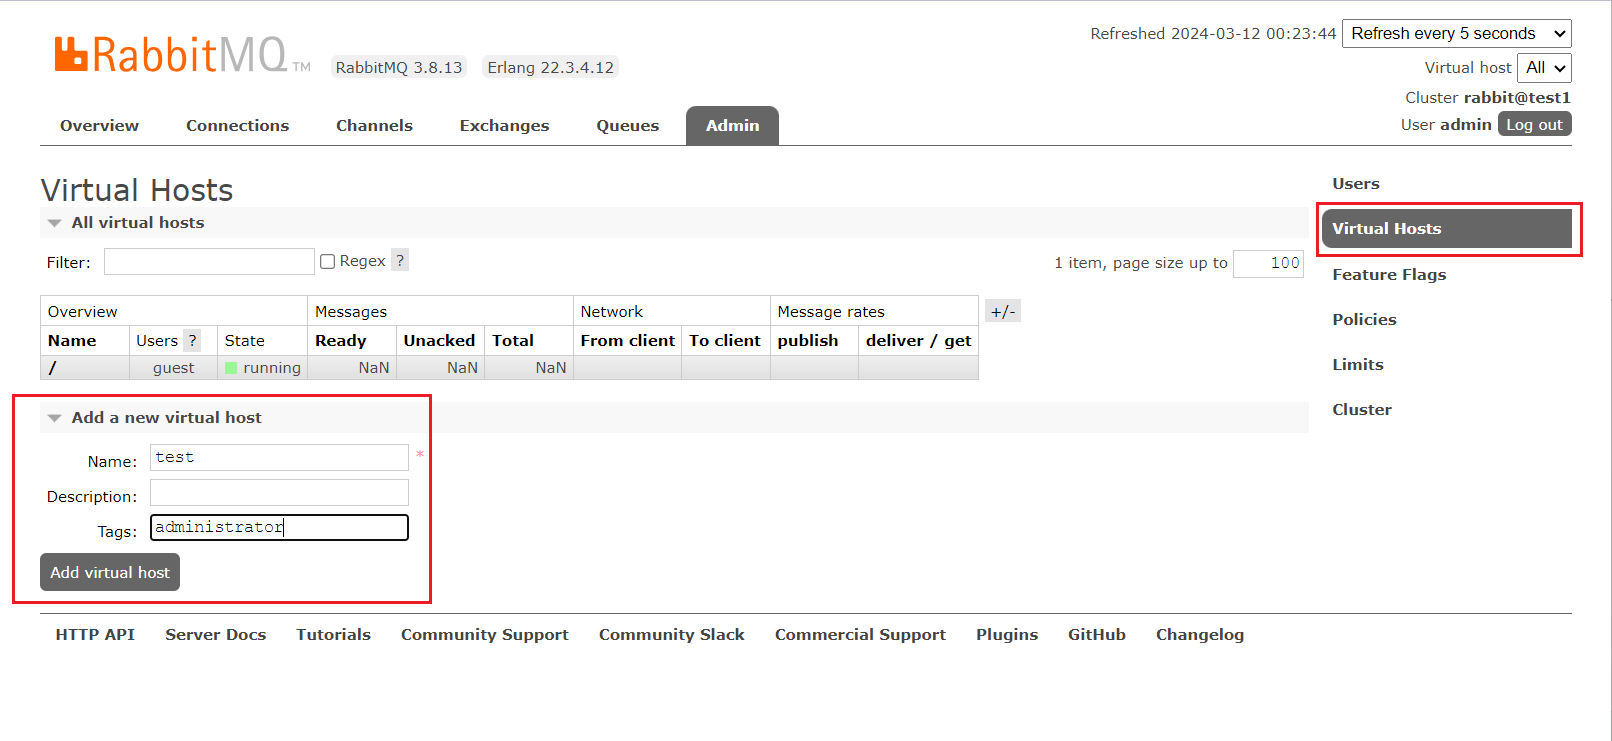 Refreshed 2024-03-12 00:23:44 Refresh every 5 seconds
RabbitMQ TM RabbitMQ 3.8.13 Erlang 22.3.4.12
Virtual host All
Cluster rabbit@test1
User admin Log out
Overview Connections Channels Exchanges Queues Admin
Virtual Hosts
All virtual hosts
Filter: Regex ?
1 item, page size up to 100
Overview Messages Network Message rates +/-
Name Users ? State Ready Unacked Total From client To client publish deliver / get
/ guest running NaN NaN NaN
Add a new virtual host
Name: test *
Description:
Tags: administrator
Add virtual host
Users
Virtual Hosts
Feature Flags
Policies
Limits
Cluster
HTTP API Server Docs Tutorials Community Support Community Slack Commercial Support Plugins GitHub Changelog